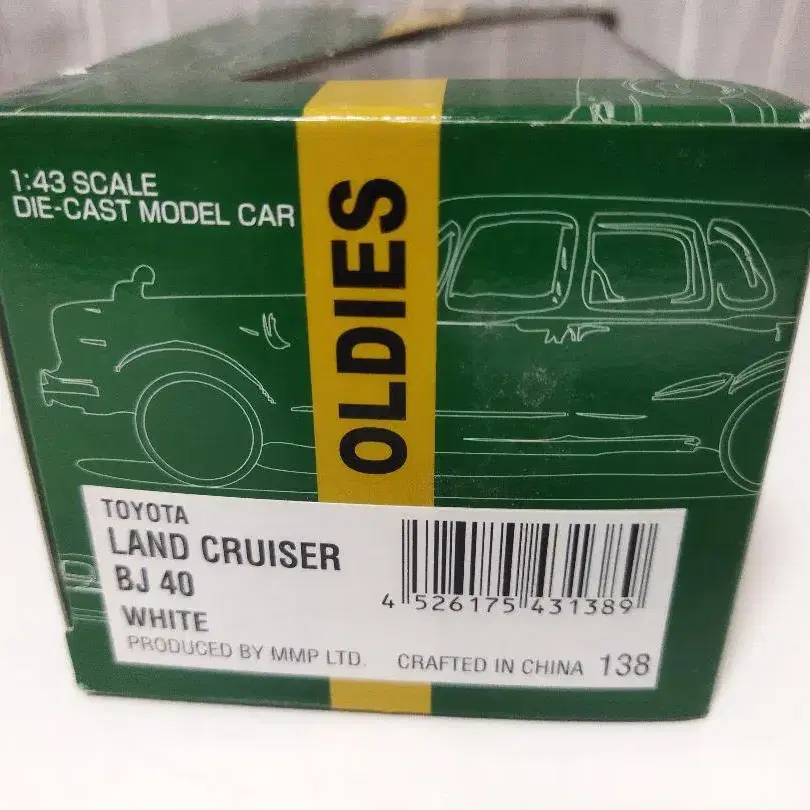 1:43 SCALE
DIE-CAST MODEL CAR
OLDIES
TOYOTA
LAND CRUISER
BJ 40
WHITE
PRODUCED BY MMP LTD.
4 526175 431389
CRAFTED IN CHINA 138